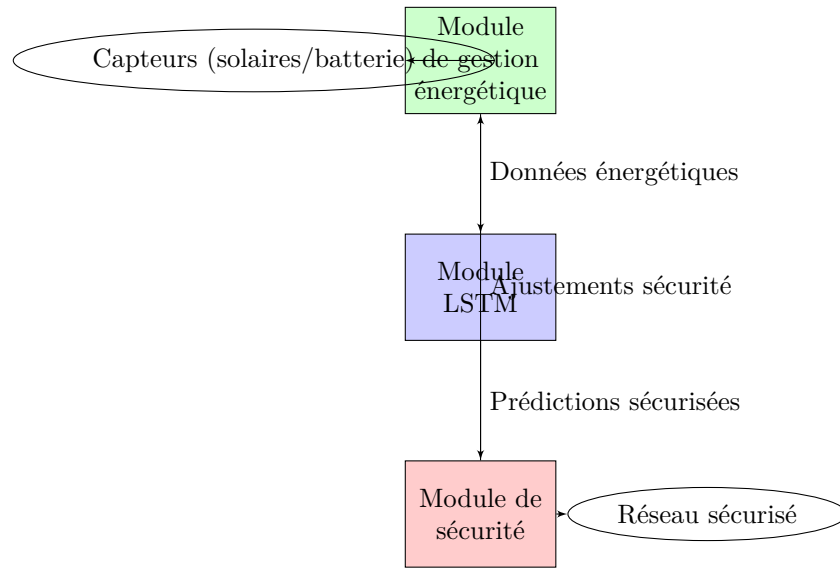 Module
Capteurs (solaires/batterie)
de gestion
énergétique
Données énergétiques
Module
LSTM
Ajustements sécurité
Prédictions sécurisées
Module de
sécurité
Réseau sécurisé